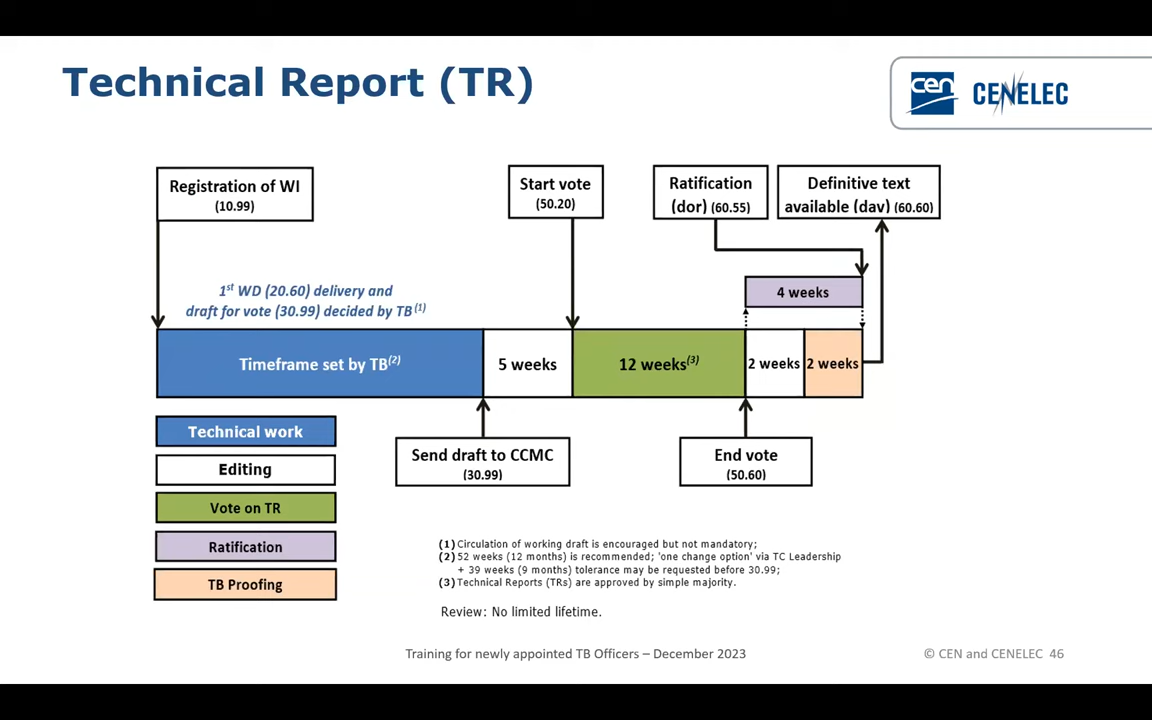 Technical Report (TR)
cen
CENELEC
Registration of WI
(10.99)
Start vote
(50.20)
Ratification
(dor) (60.55)
Definitive text
available (dav) (60.60)
1st WD (20.60) delivery and
draft for vote (30.99) decided by TB(1)
4 weeks
Timeframe set by TB(2)
5 weeks
12 weeks(3)
2 weeks
2 weeks
Technical work
Editing
Vote on TR
Ratification
TB Proofing
Send draft to CCMC
(30.99)
End vote
(50.60)
(1) Circulation of working draft is encouraged but not mandatory;
(2) 52 weeks (12 months) is recommended; 'one change option' via TC Leadership
+ 39 weeks (9 months) tolerance may be requested before 30.99;
(3) Technical Reports (TRs) are approved by simple majority.
Review: No limited lifetime.
Training for newly appointed TB Officers – December 2023
© CEN and CENELEC 46